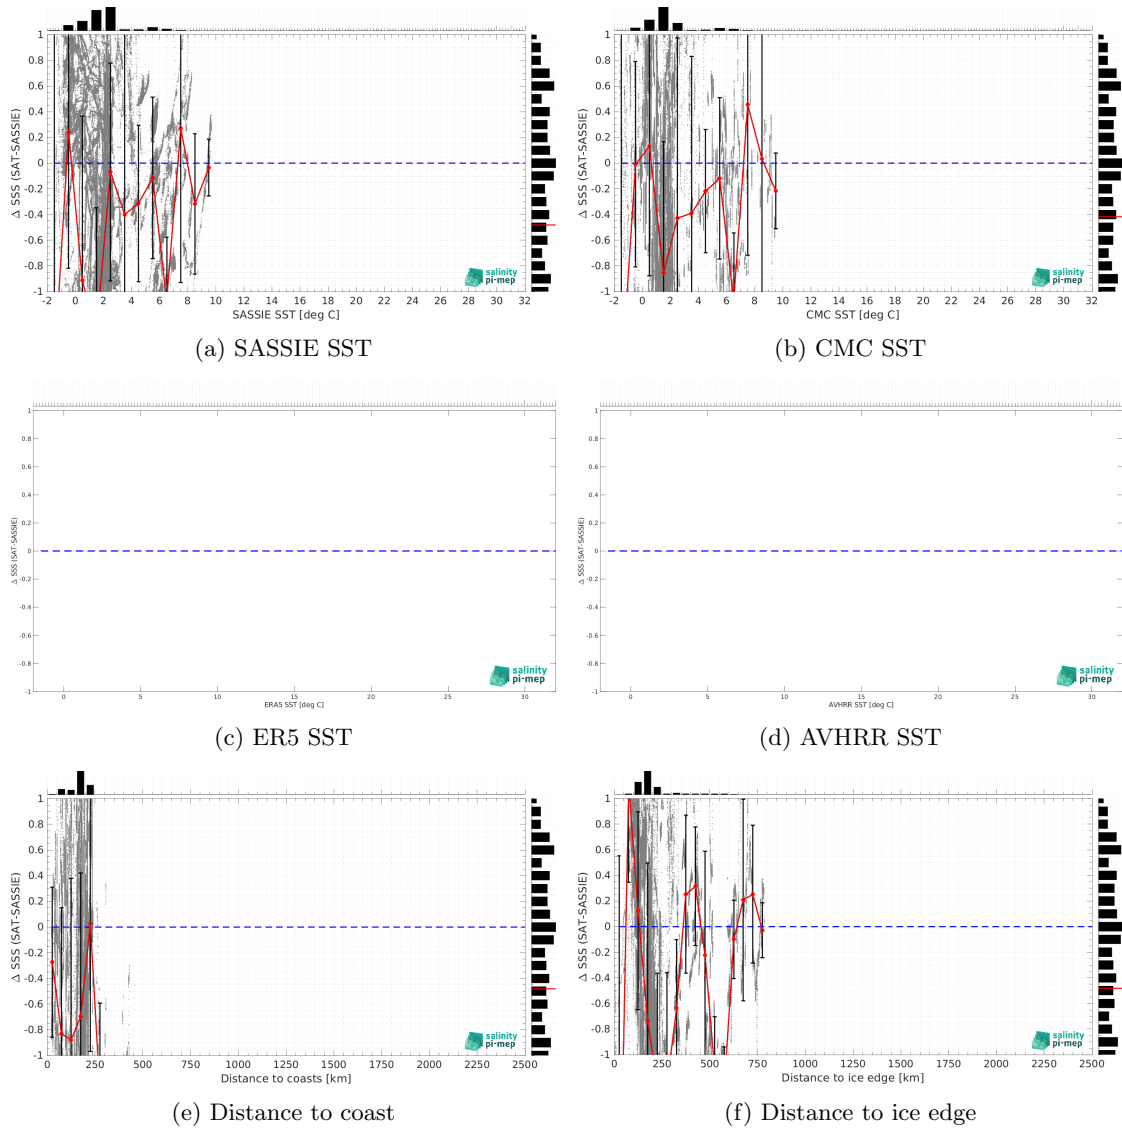 1
0.8
0.6
0.4
0.2
0
-0.2
-0.4
-0.6
-0.8
-1
Δ SSS (SAT-SASSIE)
-2 0 2 4 6 8 10 12 14 16 18 20 22 24 26 28 30 32
SASSIE SST [deg C]
salinity
pi-mep
(a) SASSIE SST
1
0.8
0.6
0.4
0.2
0
-0.2
-0.4
-0.6
-0.8
-1
Δ SSS (SAT-SASSIE)
-2 0 2 4 6 8 10 12 14 16 18 20 22 24 26 28 30 32
CMC SST [deg C]
salinity
pi-mep
(b) CMC SST
1
0.8
0.6
0.4
0.2
0
-0.2
-0.4
-0.6
-0.8
-1
Δ SSS (SAT-SASSIE)
0 5 10 15 20 25 30
ERA5 SST [deg C]
salinity
pi-mep
(c) ER5 SST
1
0.8
0.6
0.4
0.2
0
-0.2
-0.4
-0.6
-0.8
-1
Δ SSS (SAT-SASSIE)
0 5 10 15 20 25 30
AVHRR SST [deg C]
salinity
pi-mep
(d) AVHRR SST
1
0.8
0.6
0.4
0.2
0
-0.2
-0.4
-0.6
-0.8
-1
Δ SSS (SAT-SASSIE)
0 250 500 750 1000 1250 1500 1750 2000 2250 2500
Distance to coasts [km]
salinity
pi-mep
(e) Distance to coast
1
0.8
0.6
0.4
0.2
0
-0.2
-0.4
-0.6
-0.8
-1
Δ SSS (SAT-SASSIE)
0 250 500 750 1000 1250 1500 1750 2000 2250 2500
Distance to ice edge [km]
salinity
pi-mep
(f) Distance to ice edge